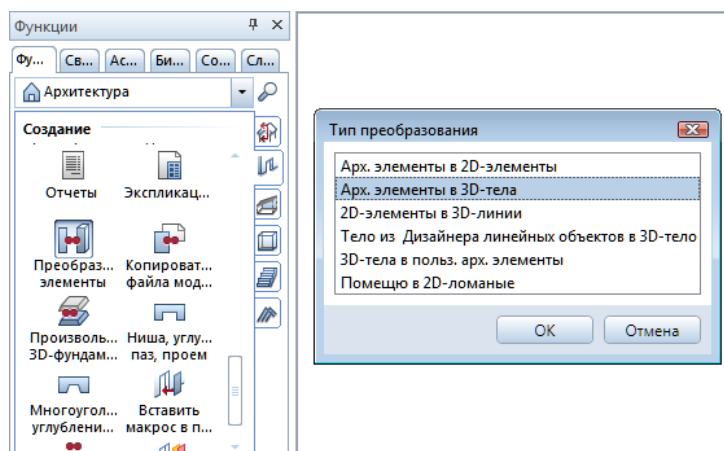 Функции
Фу...
Св...
Ас...
Би...
Со...
Сл...
Архитектура
Создание
Отчеты
Экспликац...
Преобраз...
элементы
Копироват...
файла мод...
Произволь...
3D-фундам...
Ниша, углу...
паз, проем
Многоугол...
углублени...
Вставить
макрос в п...
Тип преобразования
Арх. элементы в 2D-элементы
Арх. элементы в 3D-тела
2D-элементы в 3D-линии
Тело из Дизайнера линейных объектов в 3D-тело
3D-тела в польз. арх. элементы
Помещю в 2D-ломаные
OK
Отмена